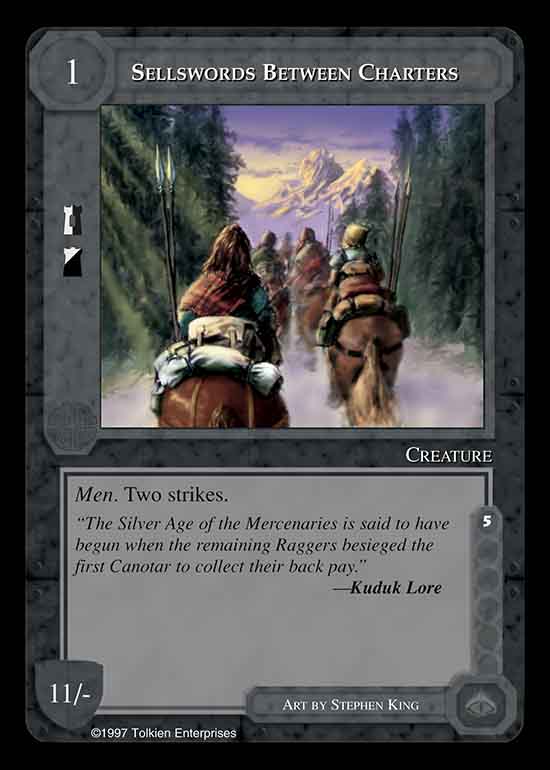 1
SELLSWORDS BETWEEN CHARTERS
CREATURE
Men. Two strikes.
“The Silver Age of the Mercenaries is said to have
begun when the remaining Raggers besieged the
first Canotar to collect their back pay.”
—Kuduk Lore
5
11/-
ART BY STEPHEN KING
©1997 Tolkien Enterprises